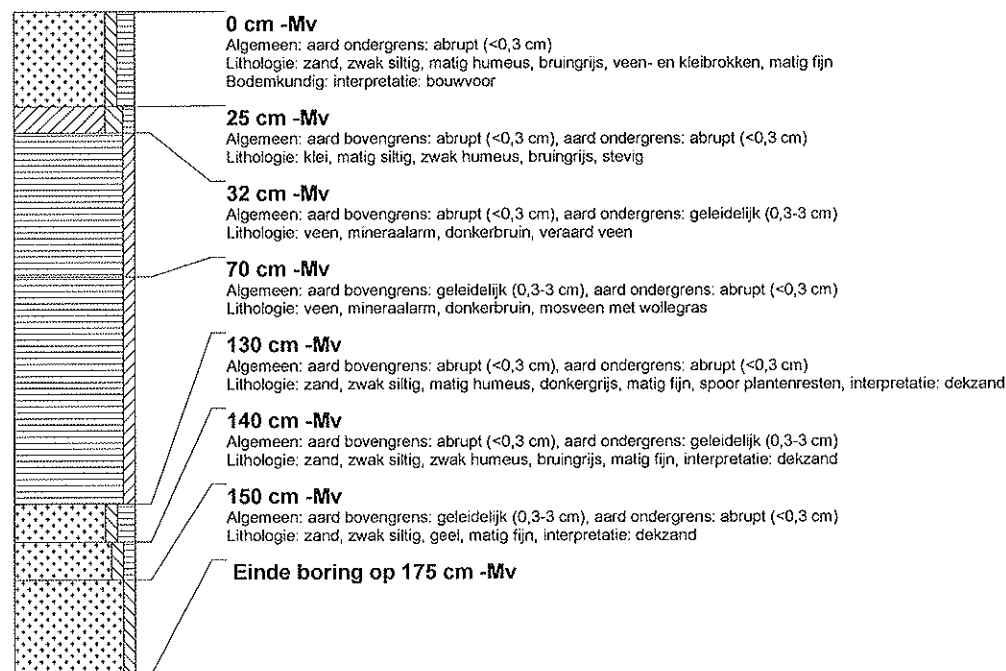 0 cm -Mv
Algemeen: aard ondergrens: abrupt (<0,3 cm)
Lithologie: zand, zwak siltig, matig humeus, bruingrijs, veen- en kleibrokken, matig fijn
Bodemkundig: interpretatie: bouwvoor
25 cm -Mv
Algemeen: aard bovengrens: abrupt (<0,3 cm), aard ondergrens: abrupt (<0,3 cm)
Lithologie: klei, matig siltig, zwak humeus, bruingrijs, stevig
32 cm -Mv
Algemeen: aard bovengrens: abrupt (<0,3 cm), aard ondergrens: geleidelijk (0,3-3 cm)
Lithologie: veen, mineraalarm, donkerbruin, veraard veen
70 cm -Mv
Algemeen: aard bovengrens: geleidelijk (0,3-3 cm), aard ondergrens: abrupt (<0,3 cm)
Lithologie: veen, mineraalarm, donkerbruin, mosveen met wollegras
130 cm -Mv
Algemeen: aard bovengrens: abrupt (<0,3 cm), aard ondergrens: abrupt (<0,3 cm)
Lithologie: zand, zwak siltig, matig humeus, donkergrijs, matig fijn, spoor plantenresten, interpretatie: dekzand
140 cm -Mv
Algemeen: aard bovengrens: abrupt (<0,3 cm), aard ondergrens: geleidelijk (0,3-3 cm)
Lithologie: zand, zwak siltig, zwak humeus, bruingrijs, matig fijn, interpretatie: dekzand
150 cm -Mv
Algemeen: aard bovengrens: geleidelijk (0,3-3 cm), aard ondergrens: abrupt (<0,3 cm)
Lithologie: zand, zwak siltig, geel, matig fijn, interpretatie: dekzand
Einde boring op 175 cm -Mv